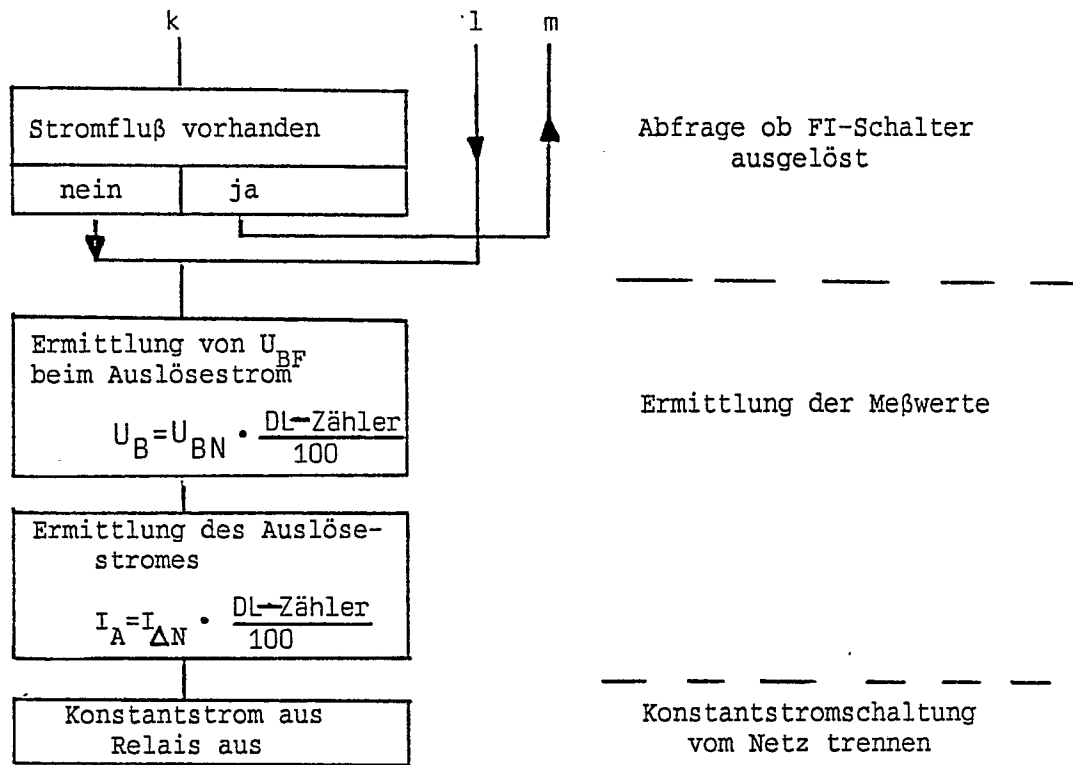 k l m
Stromfluß vorhanden
nein ja
Abfrage ob FI-Schalter
ausgelöst
Ermittlung von U_BF
beim Auslösestrom
U_B=U_BN · DL-Zähler
100
Ermittlung der Meßwerte
Ermittlung des Auslöse-
stromes
I_A=I_ΔN · DL-Zähler
100
Konstantstrom aus
Relais aus
Konstantstromschaltung
vom Netz trennen